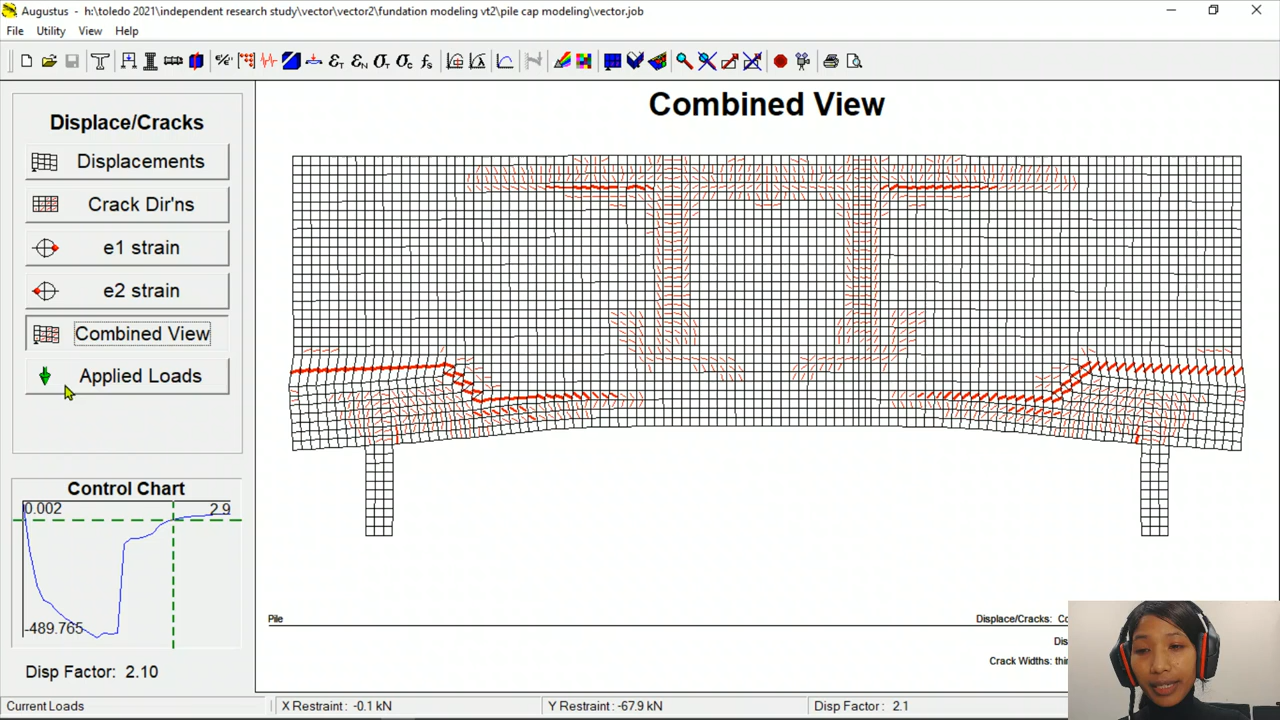 Augustus - h:\toledo 2021\independent research study\vector\vector2\fundation modeling vt2\pile cap modeling\vector.job
File Utility View Help
Displace/Cracks
Displacements
Crack Dir'ns
e1 strain
e2 strain
Combined View
Applied Loads
Control Chart
0.002 2.9
-489.765
Disp Factor: 2.10
Combined View
Pile
Displace/Cracks:
Crack Widths:
Current Loads
X Restraint : -0.1 kN
Y Restraint : -67.9 kN
Disp Factor : 2.1